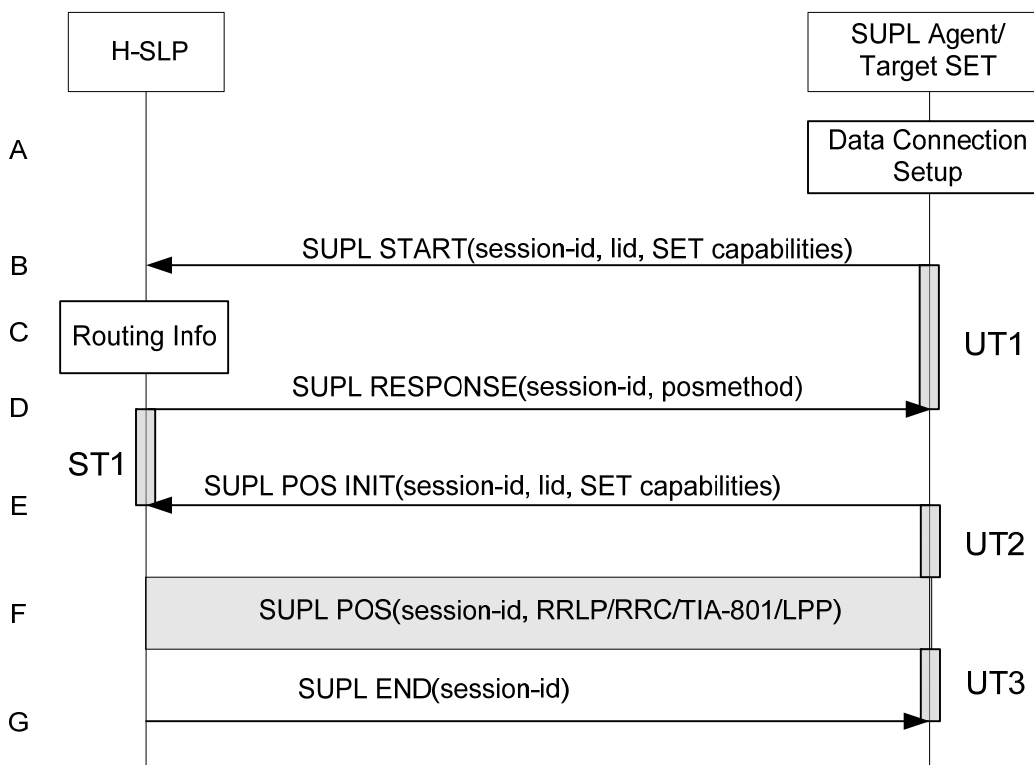 H-SLP
SUPL Agent/
Target SET
A
Data Connection
Setup
B
SUPL START(session-id, lid, SET capabilities)
C
Routing Info
UT1
D
SUPL RESPONSE(session-id, posmethod)
ST1
E
SUPL POS INIT(session-id, lid, SET capabilities)
UT2
F
SUPL POS(session-id, RRLP/RRC/TIA-801/LPP)
SUPL END(session-id)
UT3
G